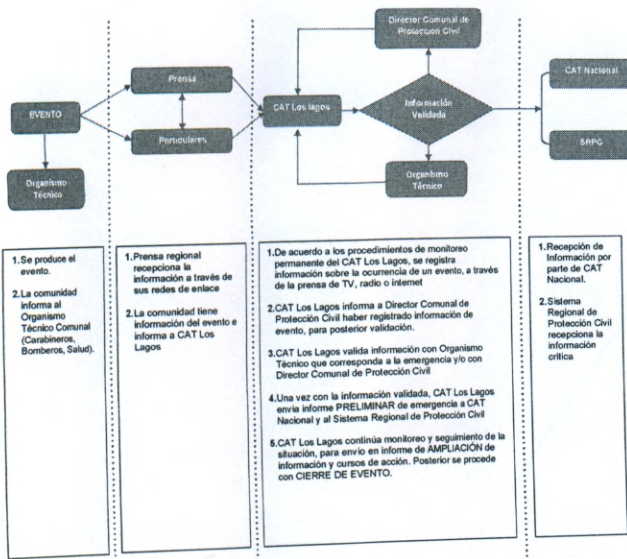 Director Comunal de
Protección Civil
Prensa
CAT Nacional
EVENTO
CAT Los lagos
Información
Validada
Particulares
SRPC
Organismo
Técnico
Organismo
Técnico
1.Se produce el
evento.
2.La comunidad
informa al
Organismo
Técnico Comunal
(Carabineros,
Bomberos, Salud).
1.Prensa regional
recepciona la
información a través de
sus redes de enlace
2.La comunidad tiene
información del evento e
informa a CAT Los
Lagos
1.De acuerdo a los procedimientos de monitoreo
permanente del CAT Los Lagos, se registra
información sobre la ocurrencia de un evento, a través
de la prensa de TV, radio o internet
2.CAT Los Lagos informa a Director Comunal de
Protección Civil haber registrado información de
evento, para posterior validación.
3.CAT Los Lagos valida información con Organismo
Técnico que corresponda a la emergencia y/o con
Director Comunal de Protección Civil
4.Una vez con la información validada, CAT Los Lagos
envía informe PRELIMINAR de emergencia a CAT
Nacional y al Sistema Regional de Protección Civil
5.CAT Los Lagos continúa monitoreo y seguimiento de la
situación, para envío en informe de AMPLIACIÓN de
información y cursos de acción. Posterior se procede
con CIERRE DE EVENTO.
1.Recepción de
Información por
parte de CAT
Nacional.
2.Sistema
Regional de
Protección Civil
recepciona la
información
critica